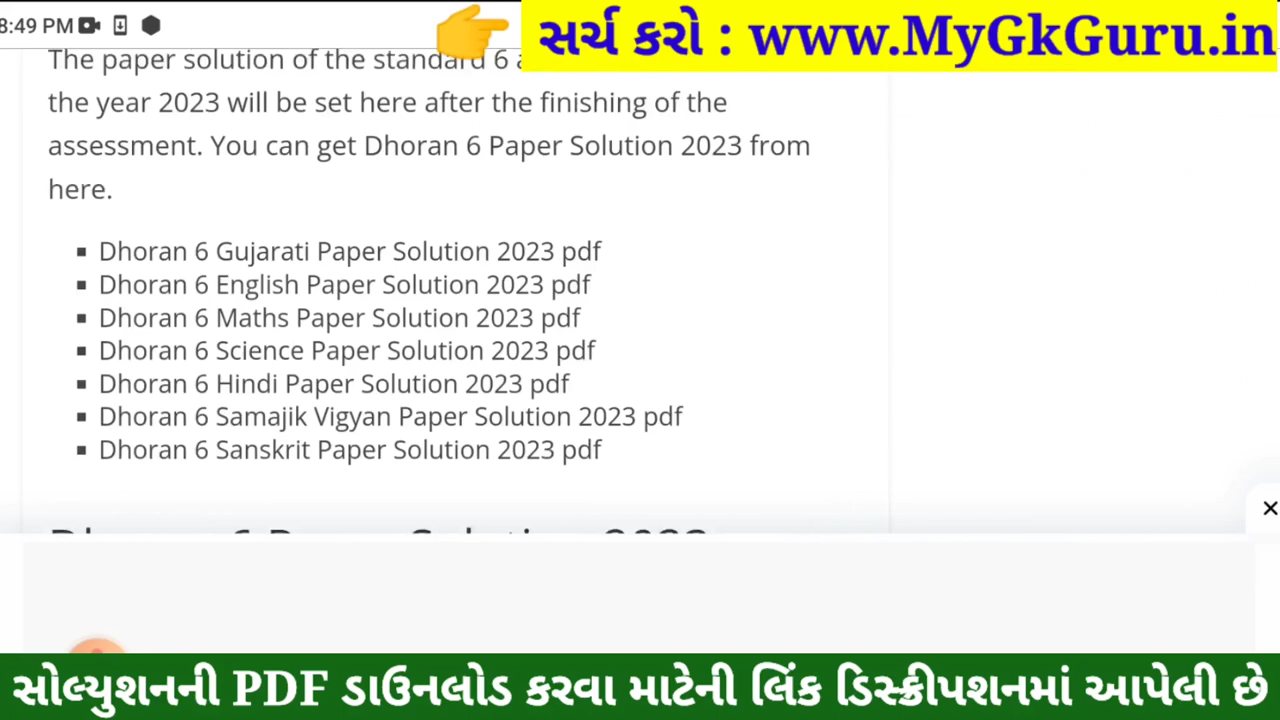 8:49 PM
સર્ચ કરો : www.MyGkGuru.in
The paper solution of the standard 6
the year 2023 will be set here after the finishing of the
assessment. You can get Dhoran 6 Paper Solution 2023 from
here.
▪ Dhoran 6 Gujarati Paper Solution 2023 pdf
▪ Dhoran 6 English Paper Solution 2023 pdf
▪ Dhoran 6 Maths Paper Solution 2023 pdf
▪ Dhoran 6 Science Paper Solution 2023 pdf
▪ Dhoran 6 Hindi Paper Solution 2023 pdf
▪ Dhoran 6 Samajik Vigyan Paper Solution 2023 pdf
▪ Dhoran 6 Sanskrit Paper Solution 2023 pdf
સોલ્યુશનની PDF ડાઉનલોડ કરવા માટેની લિંક ડિસ્ક્રીપશનમાં આપેલી છે